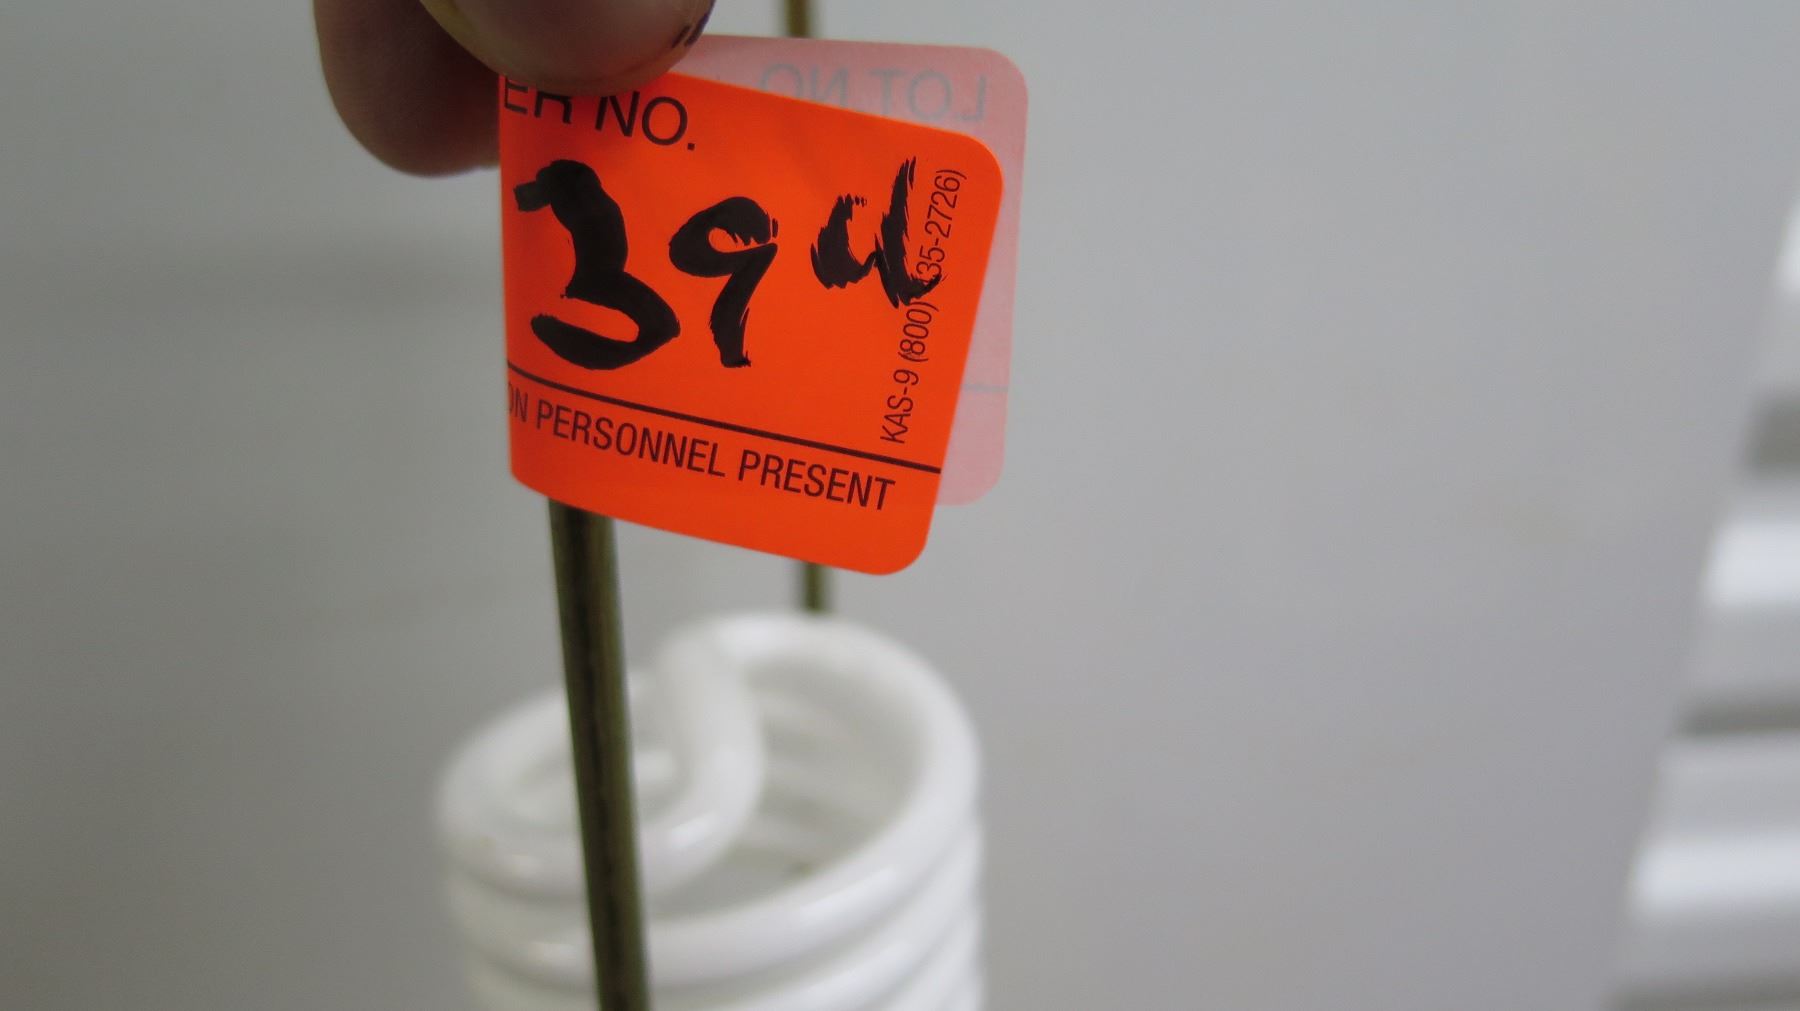 ER NO.
LOT NO.
394
KAS-9 (800) 35-2726)
ON PERSONNEL PRESENT